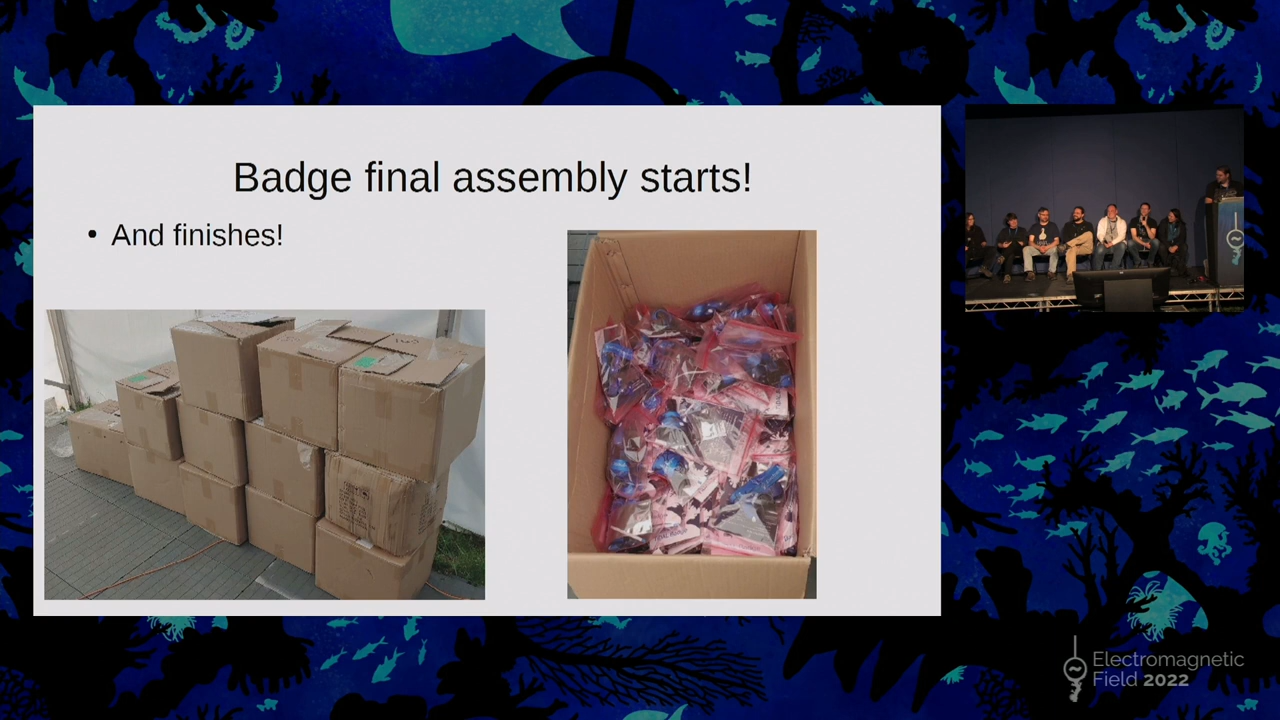 Badge final assembly starts!
• And finishes!
Electromagnetic
Field 2022